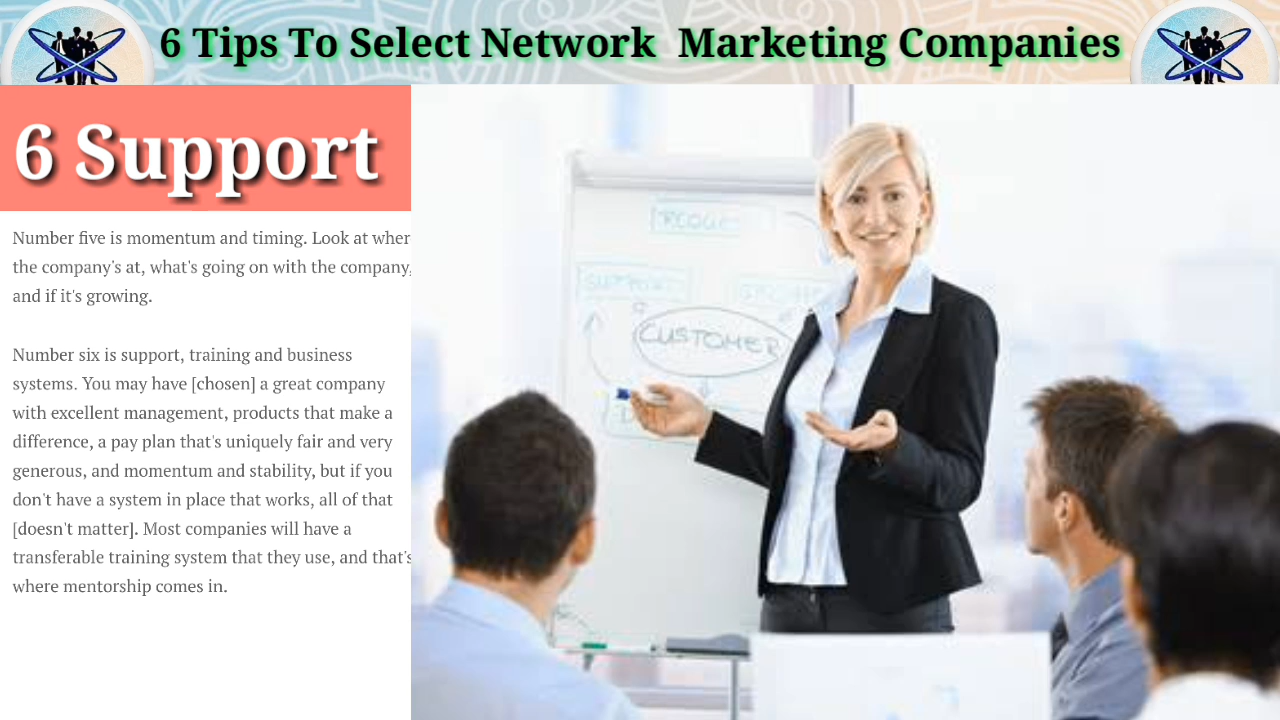 6 Tips To Select Network Marketing Companies
6 Support
Number five is momentum and timing. Look at wher
the company's at, what's going on with the company,
and if it's growing.
Number six is support, training and business
systems. You may have [chosen] a great company
with excellent management, products that make a
difference, a pay plan that's uniquely fair and very
generous, and momentum and stability, but if you
don't have a system in place that works, all of that
[doesn't matter]. Most companies will have a
transferable training system that they use, and that's
where mentorship comes in.
SUPPORT
CUSTOMER